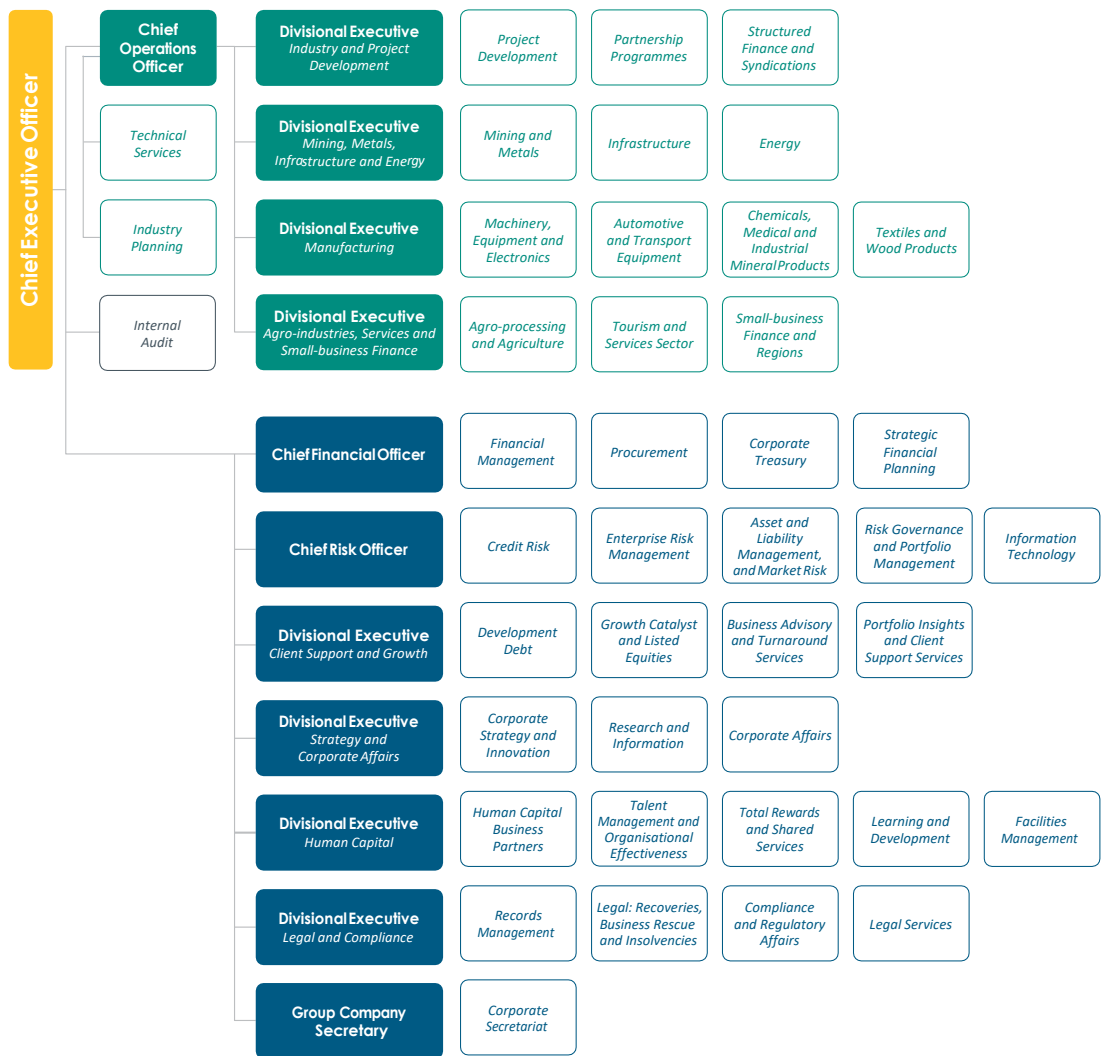 Chief Executive Officer
Chief
Operations
Officer
Technical
Services
Industry
Planning
Internal
Audit
Divisional Executive
Industry and Project
Development
Project
Development
Partnership
Programmes
Structured
Finance and
Syndications
Divisional Executive
Mining, Metals,
Infrastructure and Energy
Mining and
Metals
Infrastructure
Energy
Divisional Executive
Manufacturing
Machinery,
Equipment and
Electronics
Automotive
and Transport
Equipment
Chemicals,
Medical and
Industrial
Mineral Products
Textiles and
Wood Products
Divisional Executive
Agro-industries, Services and
Small-business Finance
Agro-processing
and Agriculture
Tourism and
Services Sector
Small-business
Finance and
Regions
Chief Financial Officer
Financial
Management
Procurement
Corporate
Treasury
Strategic
Financial
Planning
Chief Risk Officer
Credit Risk
Enterprise Risk
Management
Asset and
Liability
Management,
and Market Risk
Risk Governance
and Portfolio
Management
Information
Technology
Divisional Executive
Client Support and Growth
Development
Debt
Growth Catalyst
and Listed
Equities
Business Advisory
and Turnaround
Services
Portfolio Insights
and Client
Support Services
Divisional Executive
Strategy and
Corporate Affairs
Corporate
Strategy and
Innovation
Research and
Information
Corporate Affairs
Divisional Executive
Human Capital
Human Capital
Business
Partners
Talent
Management and
Organisational
Effectiveness
Total Rewards
and Shared
Services
Learning and
Development
Facilities
Management
Divisional Executive
Legal and Compliance
Records
Management
Legal: Recoveries,
Business Rescue
and Insolvencies
Compliance
and Regulatory
Affairs
Legal Services
Group Company
Secretary
Corporate
Secretariat